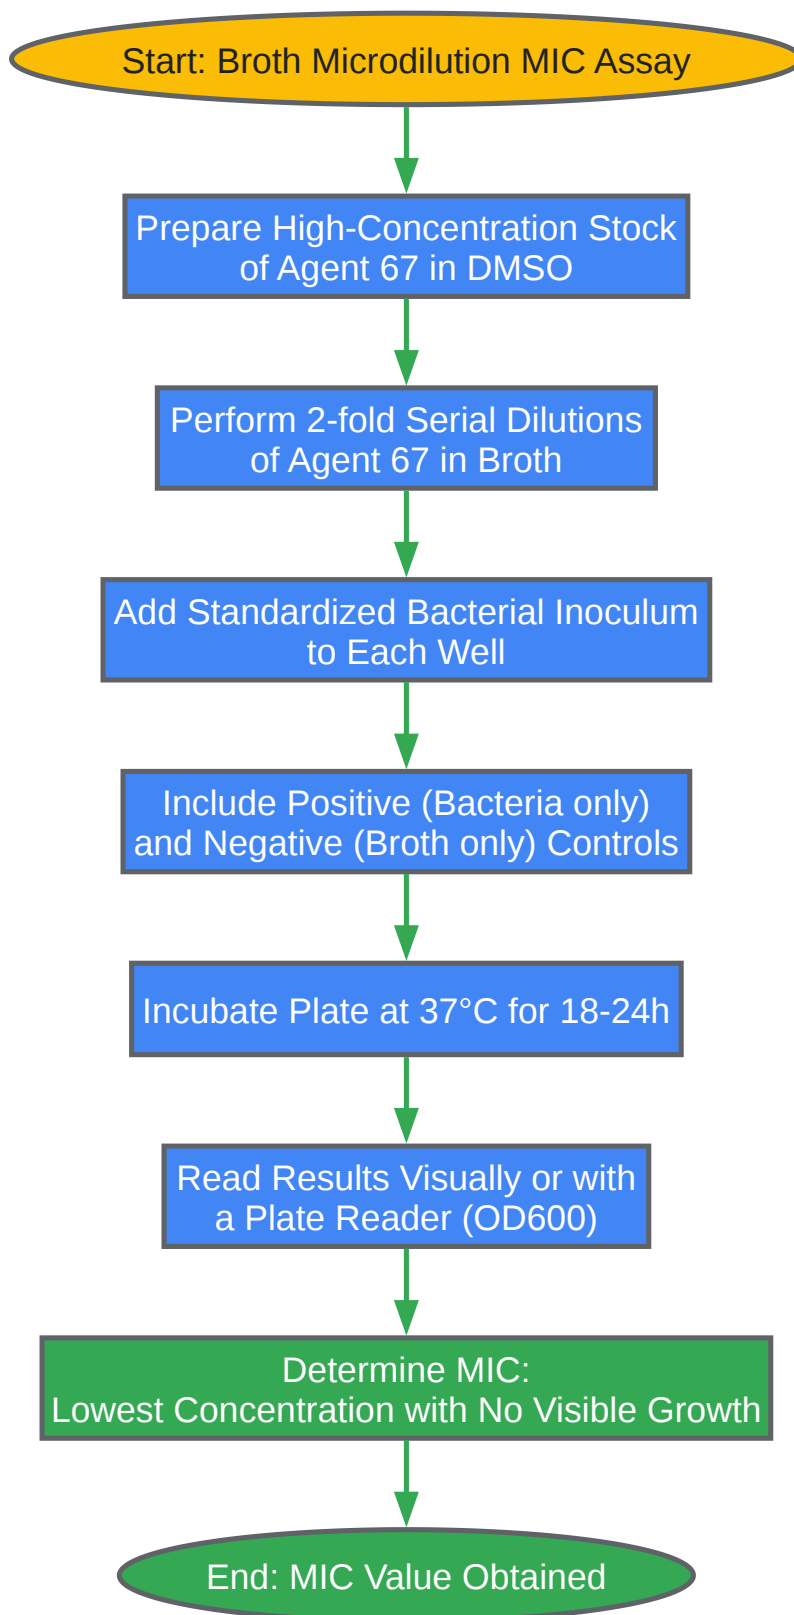 Start: Broth Microdilution MIC Assay
Prepare High-Concentration Stock
of Agent 67 in DMSO
Perform 2-fold Serial Dilutions
of Agent 67 in Broth
Add Standardized Bacterial Inoculum
to Each Well
Include Positive (Bacteria only)
and Negative (Broth only) Controls
Incubate Plate at 37°C for 18-24h
Read Results Visually or with
a Plate Reader (OD600)
Determine MIC:
Lowest Concentration with No Visible Growth
End: MIC Value Obtained